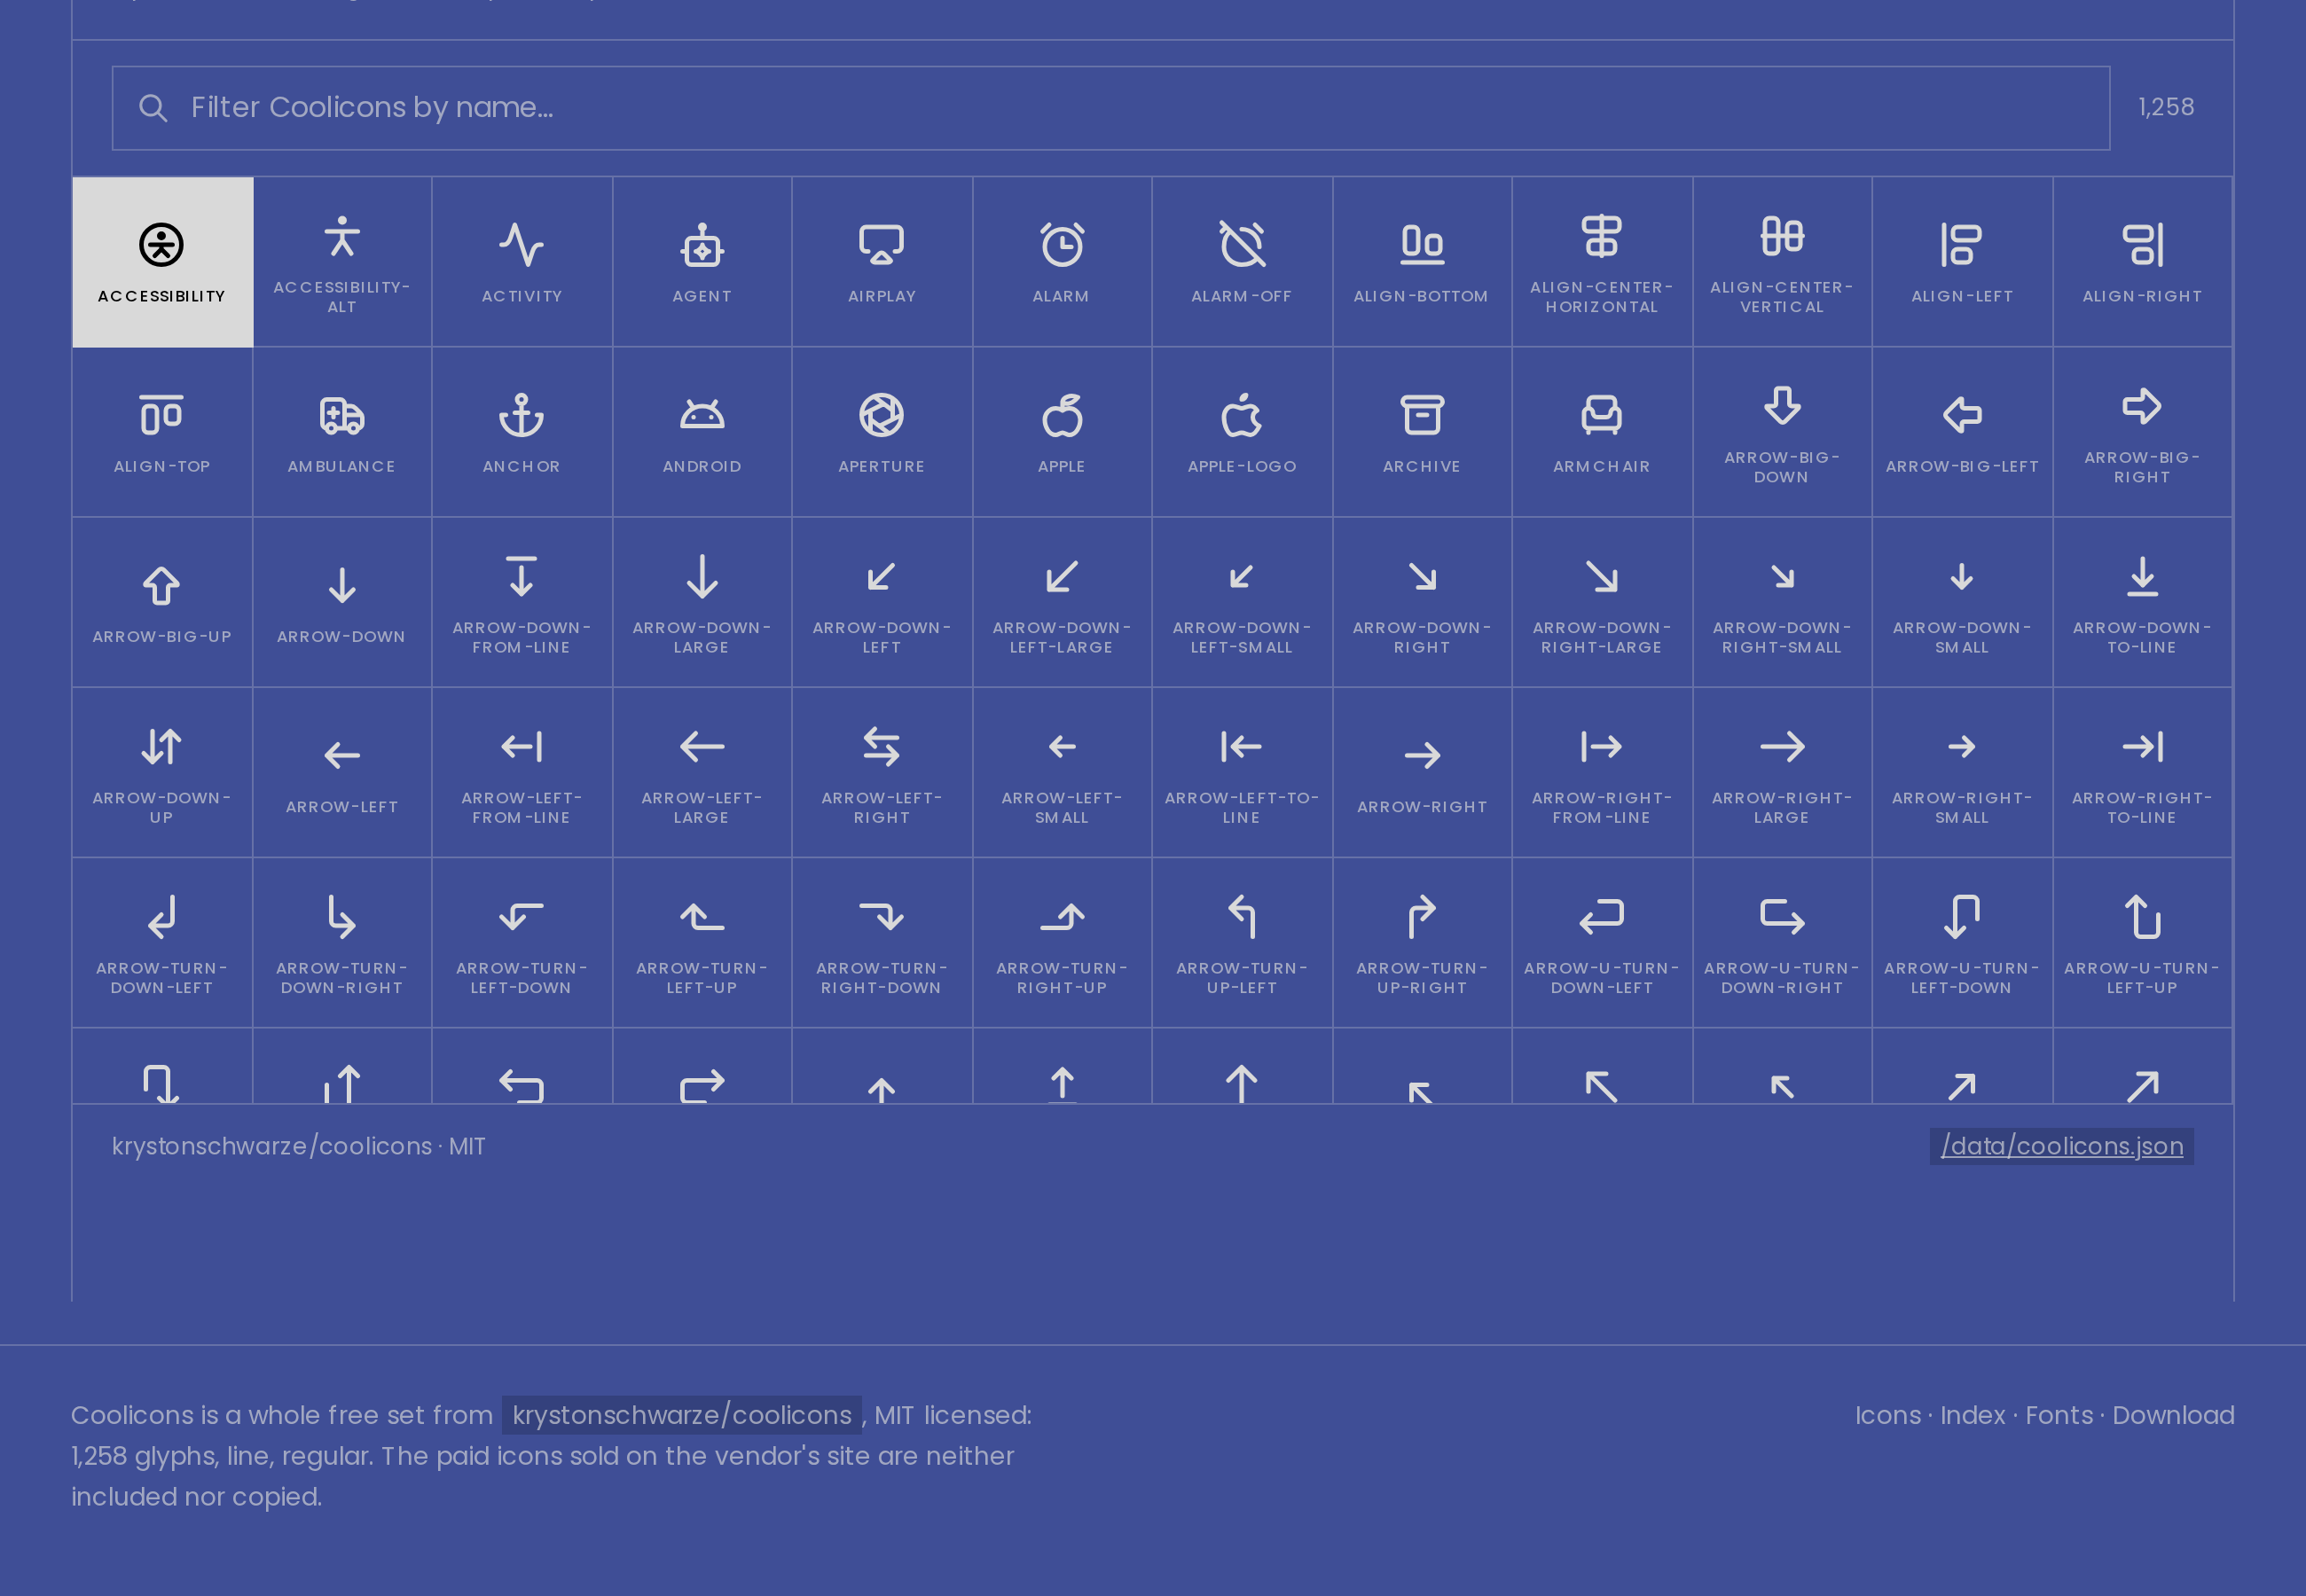 Filter Coolicons by name...
1,258
ACCESSIBILITY
ACCESSIBILITY-
ALT
ACTIVITY
AGENT
AIRPLAY
ALARM
ALARM-OFF
ALIGN-BOTTOM
ALIGN-CENTER-
HORIZONTAL
ALIGN-CENTER-
VERTICAL
ALIGN-LEFT
ALIGN-RIGHT
ALIGN-TOP
AMBULANCE
ANCHOR
ANDROID
APERTURE
APPLE
APPLE-LOGO
ARCHIVE
ARMCHAIR
ARROW-BIG-
DOWN
ARROW-BIG-LEFT
ARROW-BIG-
RIGHT
ARROW-BIG-UP
ARROW-DOWN
ARROW-DOWN-
FROM-LINE
ARROW-DOWN-
LARGE
ARROW-DOWN-
LEFT
ARROW-DOWN-
LEFT-LARGE
ARROW-DOWN-
LEFT-SMALL
ARROW-DOWN-
RIGHT
ARROW-DOWN-
RIGHT-LARGE
ARROW-DOWN-
RIGHT-SMALL
ARROW-DOWN-
SMALL
ARROW-DOWN-
TO-LINE
ARROW-DOWN-
UP
ARROW-LEFT
ARROW-LEFT-
FROM-LINE
ARROW-LEFT-
LARGE
ARROW-LEFT-
RIGHT
ARROW-LEFT-
SMALL
ARROW-LEFT-TO-
LINE
ARROW-RIGHT
ARROW-RIGHT-
FROM-LINE
ARROW-RIGHT-
LARGE
ARROW-RIGHT-
SMALL
ARROW-RIGHT-
TO-LINE
ARROW-TURN-
DOWN-LEFT
ARROW-TURN-
DOWN-RIGHT
ARROW-TURN-
LEFT-DOWN
ARROW-TURN-
LEFT-UP
ARROW-TURN-
RIGHT-DOWN
ARROW-TURN-
RIGHT-UP
ARROW-TURN-
UP-LEFT
ARROW-TURN-
UP-RIGHT
ARROW-U-TURN-
DOWN-LEFT
ARROW-U-TURN-
DOWN-RIGHT
ARROW-U-TURN-
LEFT-DOWN
ARROW-U-TURN-
LEFT-UP
krystonschwarze/coolicons · MIT
/data/coolicons.json
Coolicons is a whole free set from krystonschwarze/coolicons, MIT licensed:
1,258 glyphs, line, regular. The paid icons sold on the vendor's site are neither
included nor copied.
Icons · Index · Fonts · Download